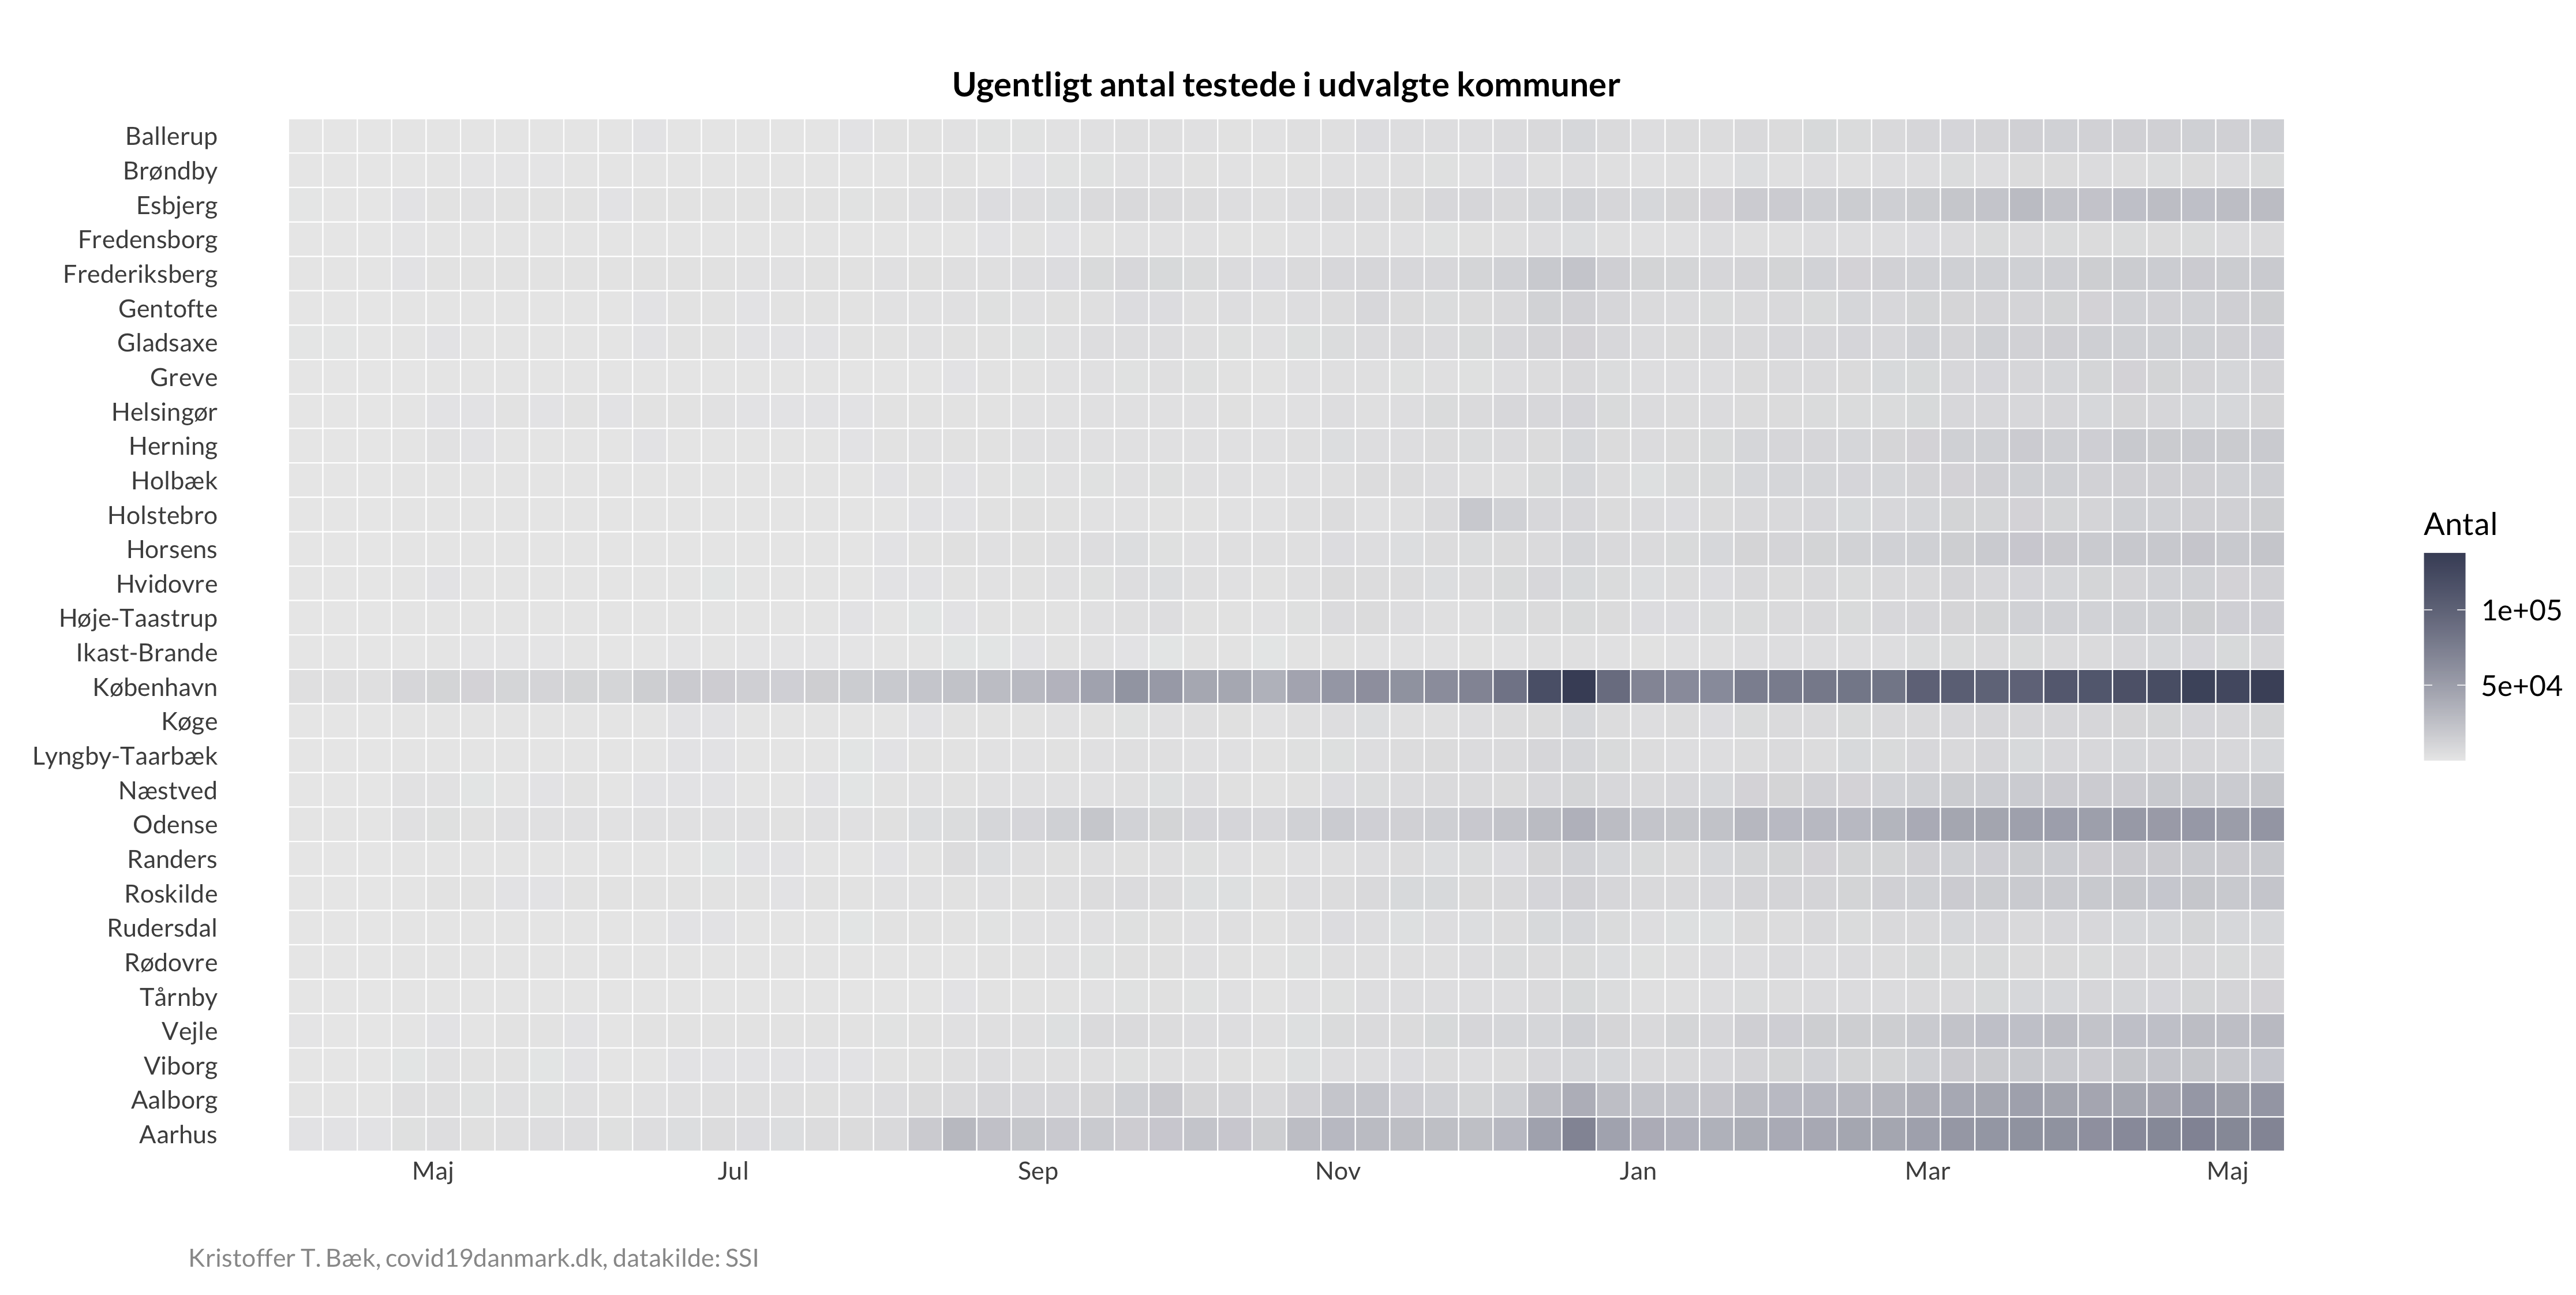 Ugentligt antal testede i udvalgte kommuner
Ballerup
Brøndby
Esbjerg
Fredensborg
Frederiksberg
Gentofte
Gladsaxe
Greve
Helsingør
Herning
Holbæk
Holstebro
Horsens
Hvidovre
Høje-Taastrup
Ikast-Brande
København
Køge
Lyngby-Taarbæk
Næstved
Odense
Randers
Roskilde
Rudersdal
Rødovre
Tårnby
Vejle
Viborg
Aalborg
Aarhus
Maj Jul Sep Nov Jan Mar Maj
Antal
1e+05
5e+04
Kristoffer T. Bæk, covid19danmark.dk, datakilde: SSI